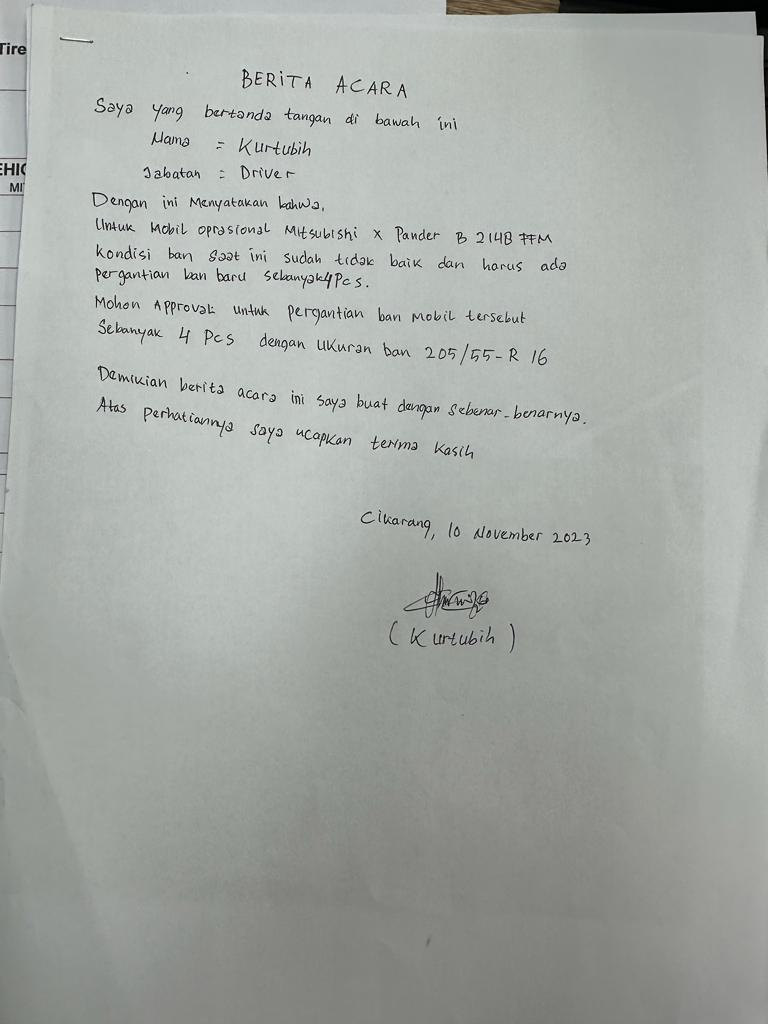 Tire
EHIC
MI
BERITA ACARA
Saya yang bertanda tangan di bawah ini
Nama = Kurtubih
Jabatan = Driver
Dengan ini Menyatakan bahwa,
Untuk Mobil oprasional Mitsubishi x Pander B 2148 FFM
kondisi ban saat ini sudah tidak baik dan harus ada
pergantian ban baru sebanyak 4 Pcs.
Mohon Approval untuk pergantian ban Mobil tersebut
Sebanyak 4 Pcs dengan Ukuran ban 205/55-R 16
Demikian berita acara ini saya buat dengan sebenar-benarnya.
Atas perhatiannya saya ucapkan terima kasih
Cikarang, 10 November 2023
(Kurtubih)